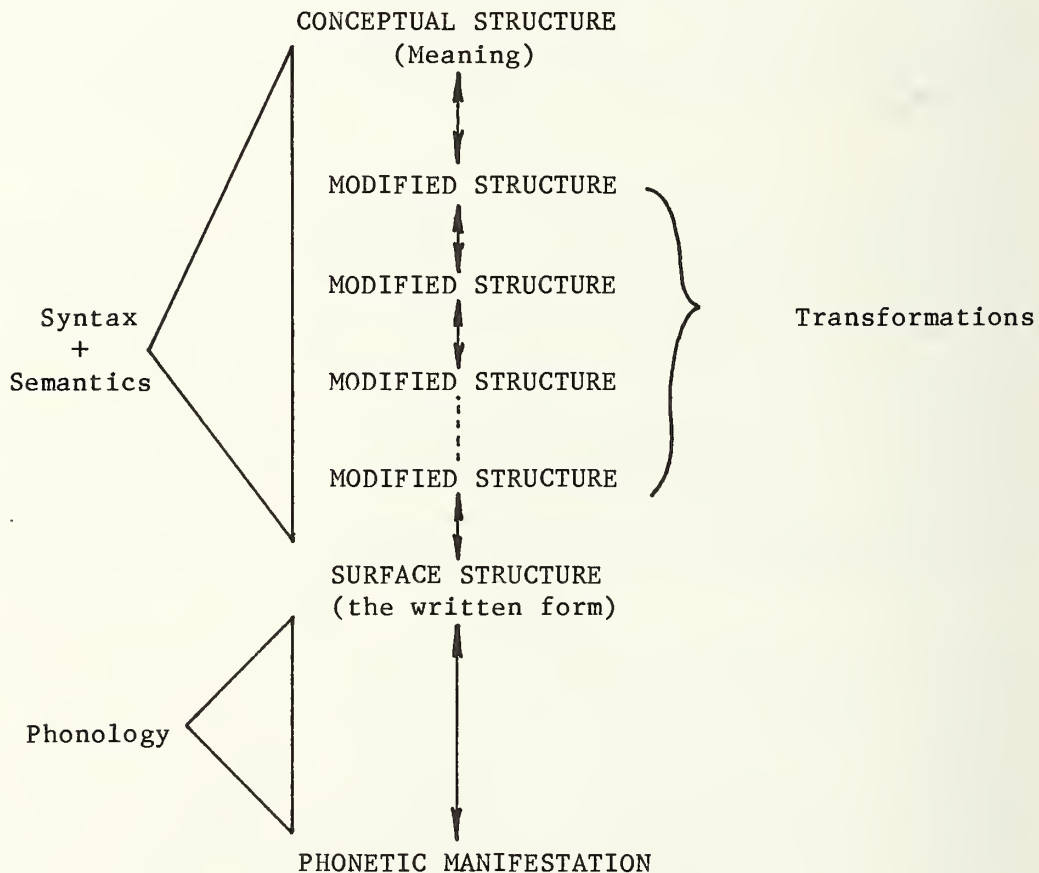 CONCEPTUAL STRUCTURE
(Meaning)
MODIFIED STRUCTURE
MODIFIED STRUCTURE
Syntax
+
Semantics
Transformations
MODIFIED STRUCTURE
MODIFIED STRUCTURE
SURFACE STRUCTURE
(the written form)
Phonology
PHONETIC MANIFESTATION